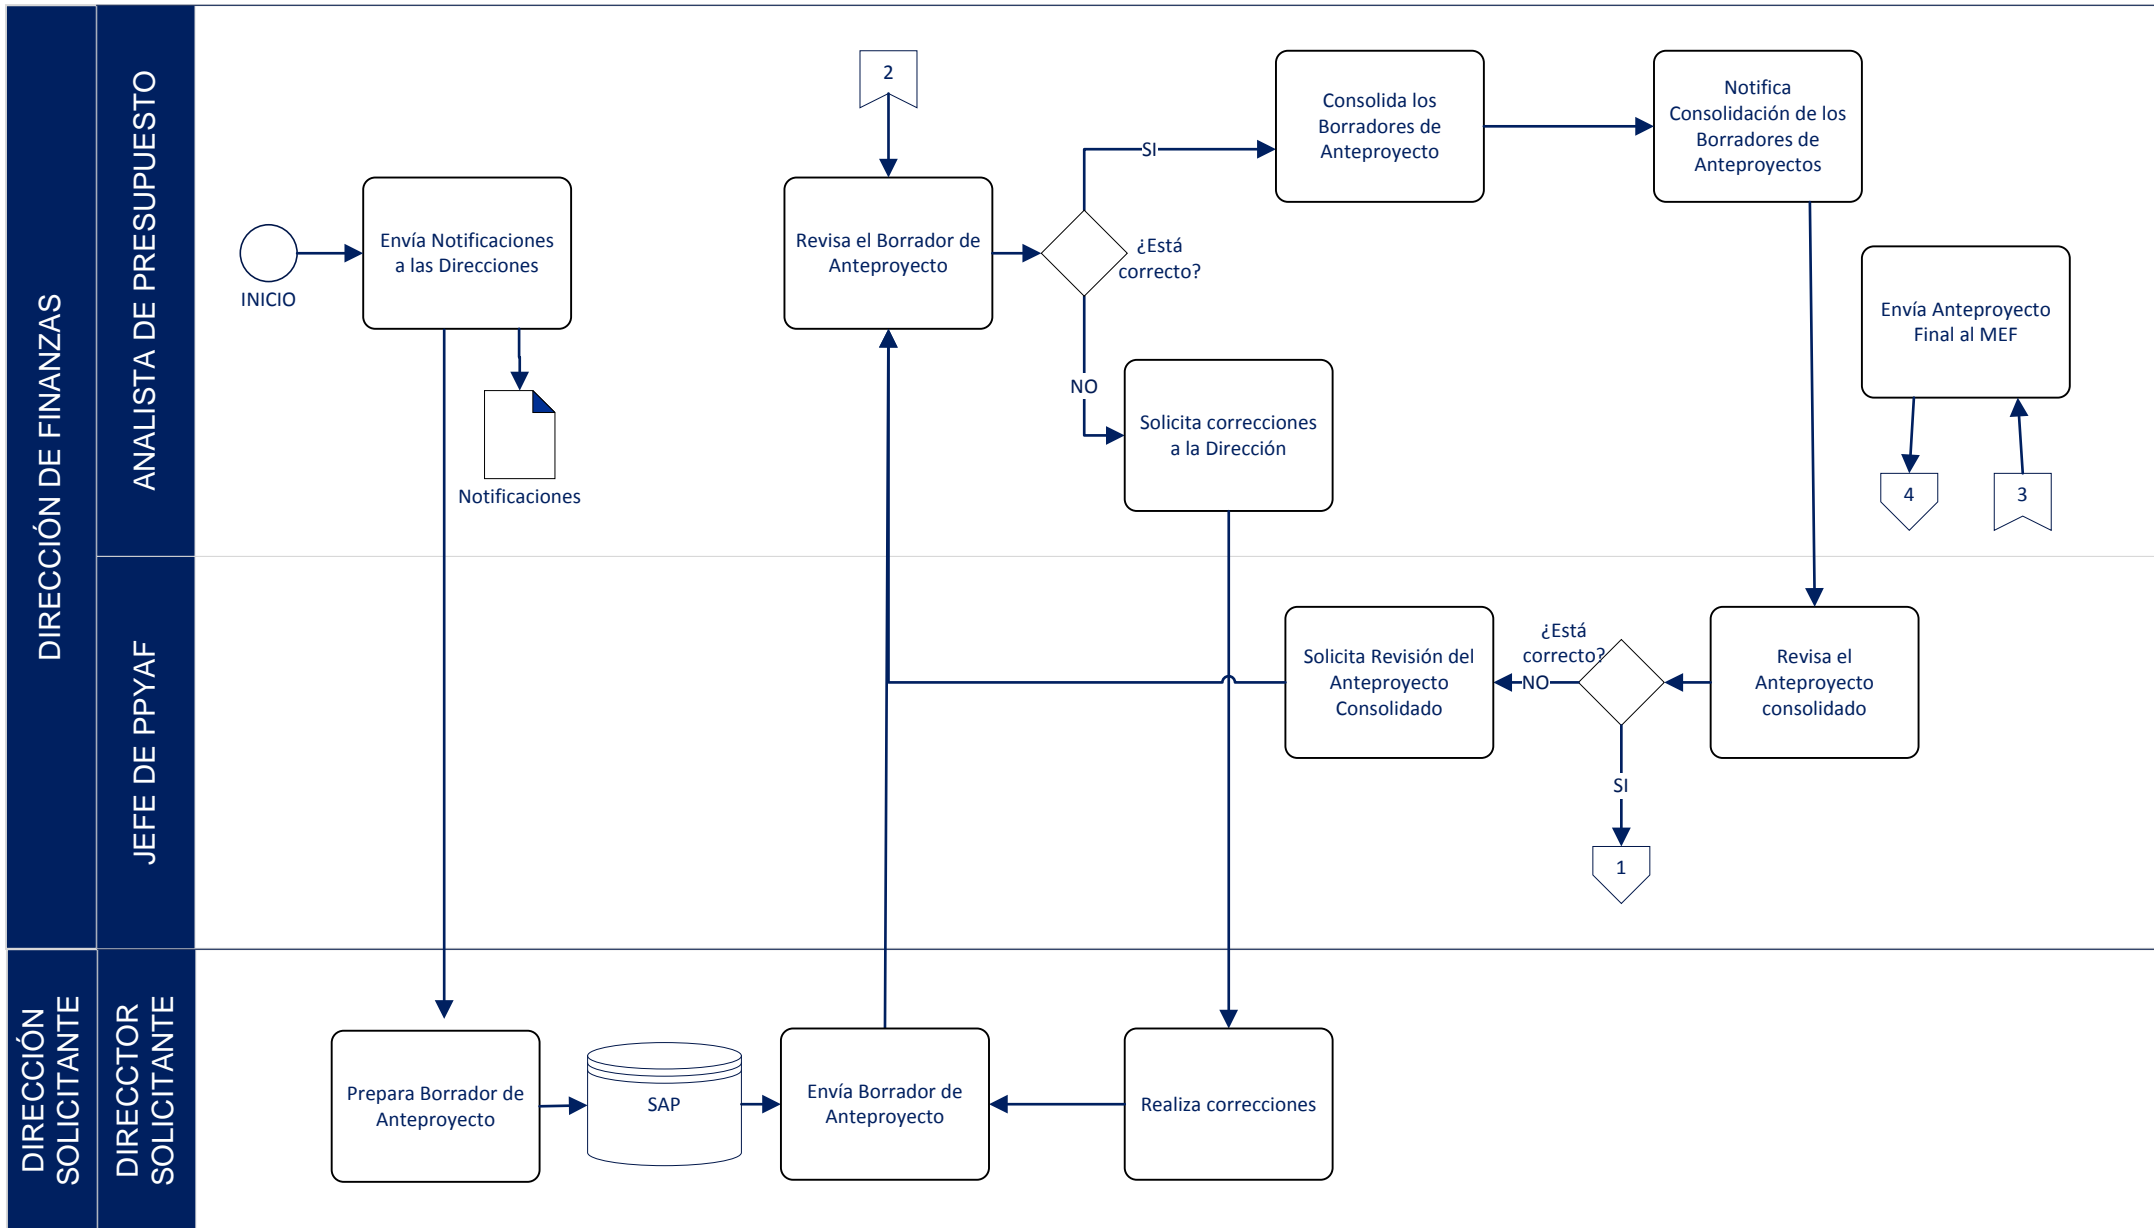 DIRECCIÓN DE FINANZAS
ANALISTA DE PRESUPUESTO
INICIO
Envía Notificaciones
a las Direcciones
Notificaciones
2
Revisa el Borrador de
Anteproyecto
¿Está
correcto?
SI
NO
Consolida los
Borradores de
Anteproyecto
Notifica
Consolidación de los
Borradores de
Anteproyectos
Solicita correcciones
a la Dirección
Envía Anteproyecto
Final al MEF
4
3
JEFE DE PPYAF
Solicita Revisión del
Anteproyecto
Consolidado
¿Está
correcto?
NO
SI
1
Revisa el
Anteproyecto
consolidado
DIRECCIÓN
SOLICITANTE
DIRECCTOR
SOLICITANTE
Prepara Borrador de
Anteproyecto
SAP
Envía Borrador de
Anteproyecto
Realiza correcciones